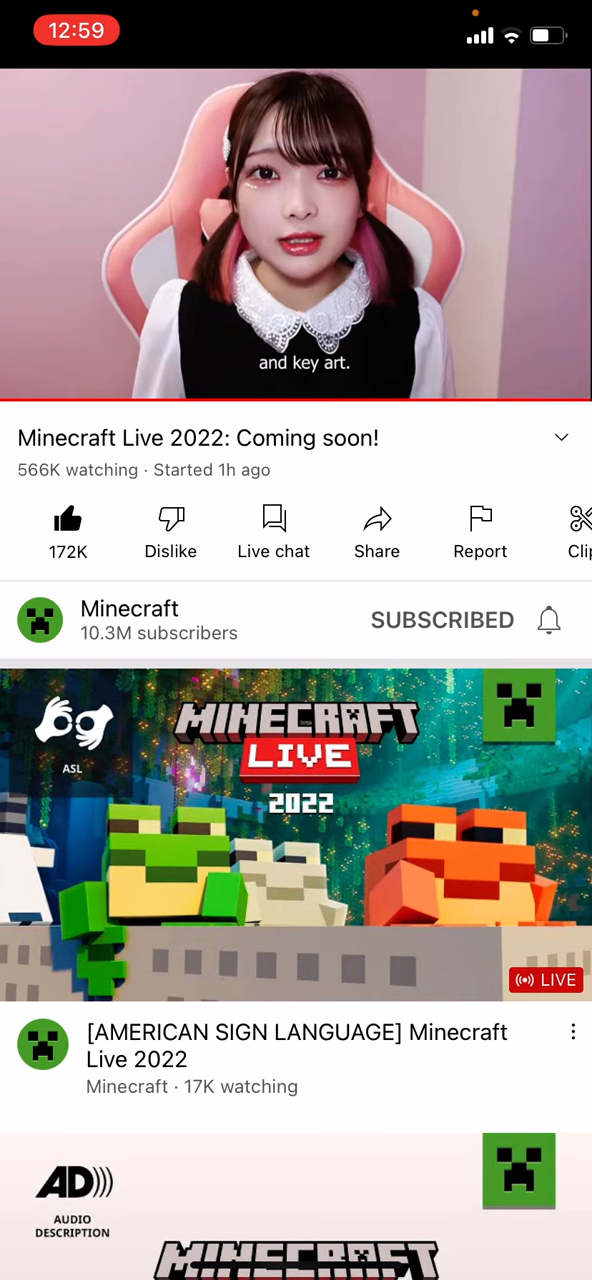 12:59
and key art.
Minecraft Live 2022: Coming soon!
566K watching · Started 1h ago
172K
Dislike
Live chat
Share
Report
Clip
Minecraft
10.3M subscribers
SUBSCRIBED
ASL
MINECRAFT
LIVE
2022
LIVE
[AMERICAN SIGN LANGUAGE] Minecraft
Live 2022
Minecraft · 17K watching
AD
AUDIO
DESCRIPTION
MINECRAFT